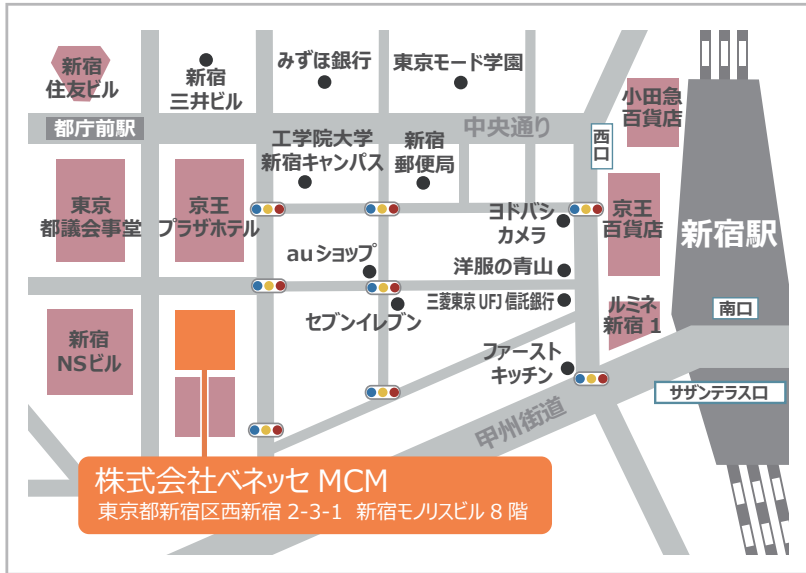 新宿
住友ビル
新宿
三井ビル
みずほ銀行
東京モード学園
小田急
百貨店
都庁前駅
中央通り
西口
工学院大学
新宿キャンパス
新宿
郵便局
東京
都議会事堂
京王
プラザホテル
ヨドバシ
カメラ
京王
百貨店
新宿駅
auショップ
洋服の青山
セブンイレブン
三菱東京UFJ信託銀行
ルミネ
新宿1
南口
新宿
NSビル
ファースト
キッチン
サザンテラス口
甲州街道
株式会社ベネッセMCM
東京都新宿区西新宿2-3-1 新宿モノリスビル8階